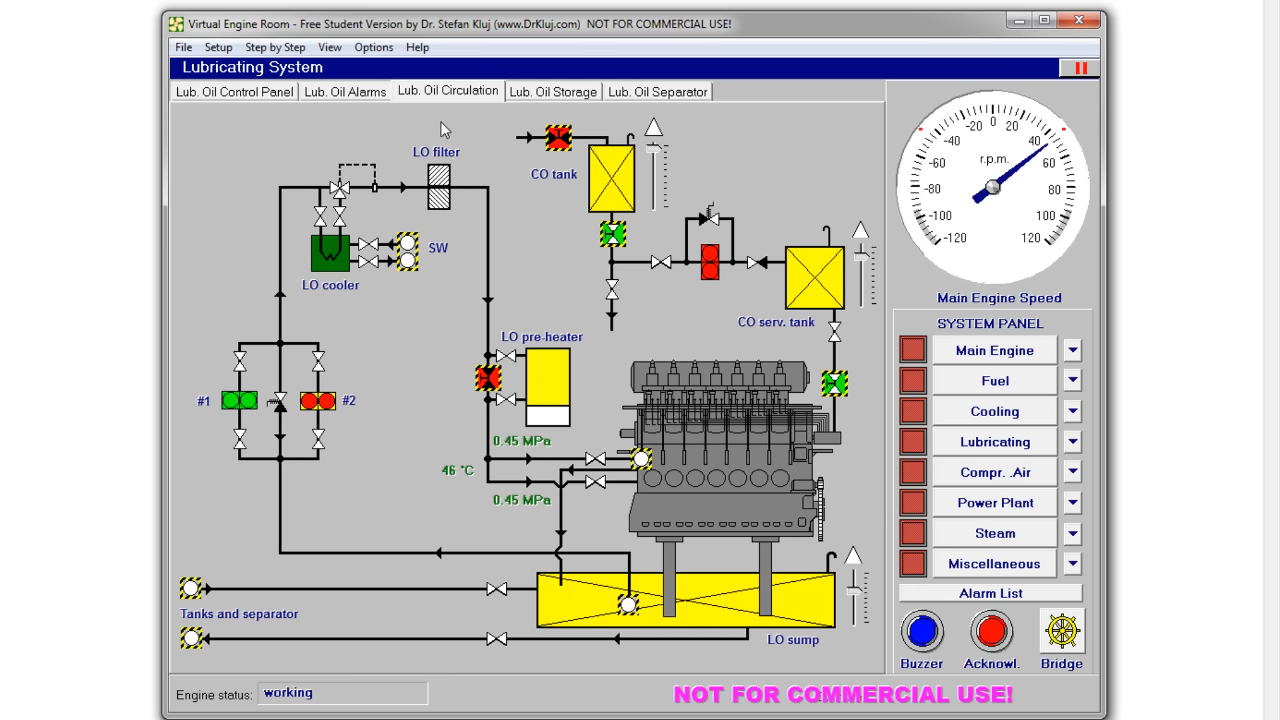 Virtual Engine Room - Free Student Version by Dr. Stefan Kluj (www.DrKluj.com)  NOT FOR COMMERCIAL USE!
File Setup Step by Step View Options Help
Lubricating System
Lub. Oil Control Panel Lub. Oil Alarms Lub. Oil Circulation Lub. Oil Storage Lub. Oil Separator
LO filter
CO tank
SW
LO cooler
CO serv. tank
LO pre-heater
#1
#2
0.45 MPa
46 °C
0.45 MPa
Tanks and separator
LO sump
-120
-100
-80
-60
-40
-20
0
20
40
60
80
100
120
r.p.m.
Main Engine Speed
SYSTEM PANEL
Main Engine
Fuel
Cooling
Lubricating
Compr. .Air
Power Plant
Steam
Miscellaneous
Alarm List
Buzzer Acknowl. Bridge
Engine status: working
NOT FOR COMMERCIAL USE!